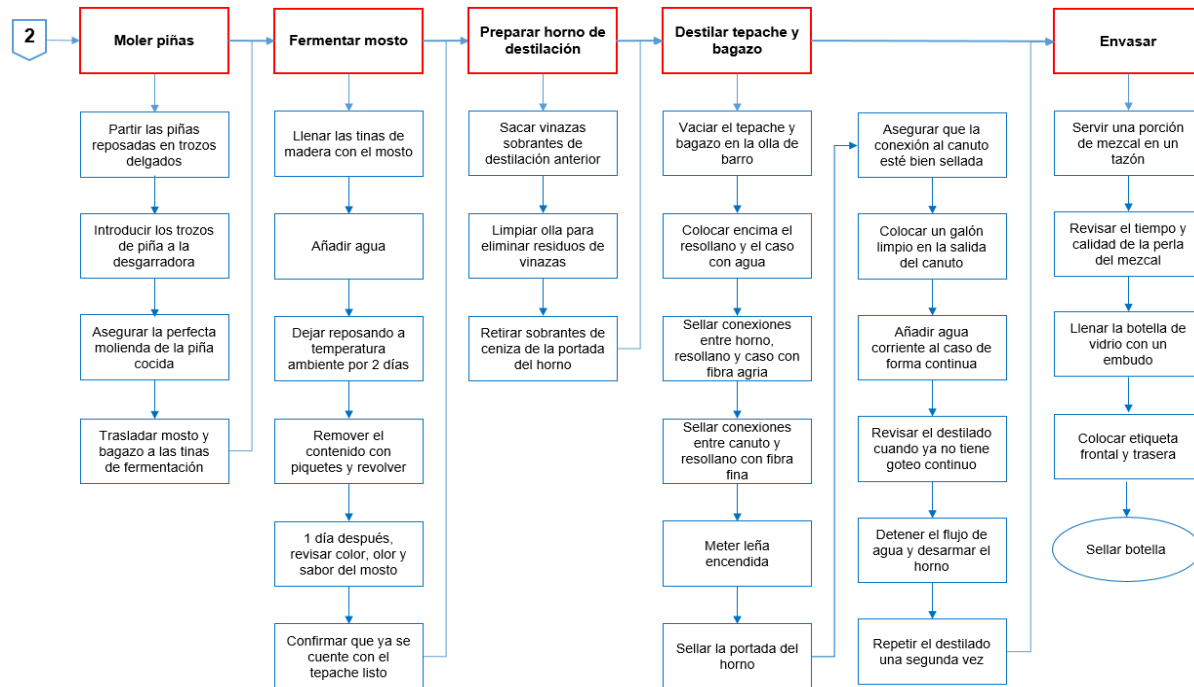 2
Moler piñas
Partir las piñas
reposadas en trozos
delgados
Introducir los trozos
de piña a la
desgarradora
Asegurar la perfecta
molienda de la piña
cocida
Trasladar mosto y
bagazo a las tinas
de fermentación
Fermentar mosto
Llenar las tinas de
madera con el mosto
Añadir agua
Dejar reposando a
temperatura
ambiente por 2 días
Remover el
contenido con
piquetes y revolver
1 día después,
revisar color, olor y
sabor del mosto
Confirmar que ya se
cuente con el
tepache listo
Preparar horno de
destilación
Sacar vinazas
sobrantes de
destilación anterior
Limpiar olla para
eliminar residuos de
vinazas
Retirar sobrantes de
ceniza de la portada
del horno
Destilar tepache y
bagazo
Vaciar el tepache y
bagazo en la olla de
barro
Colocar encima el
resollano y el caso
con agua
Sellar conexiones
entre horno,
resollano y caso con
fibra agria
Sellar conexiones
entre canuto y
resollano con fibra
fina
Meter leña
encendida
Sellar la portada del
horno
Asegurar que la
conexión al canuto
esté bien sellada
Colocar un galón
limpio en la salida
del canuto
Añadir agua
corriente al caso de
forma continua
Revisar el destilado
cuando ya no tiene
goteo continuo
Detener el flujo de
agua y desarmar el
horno
Repetir el destilado
una segunda vez
Envasar
Servir una porción
de mezcal en un
tazón
Revisar el tiempo y
calidad de la perla
del mezcal
Llenar la botella de
vidrio con un
embudo
Colocar etiqueta
frontal y trasera
Sellar botella